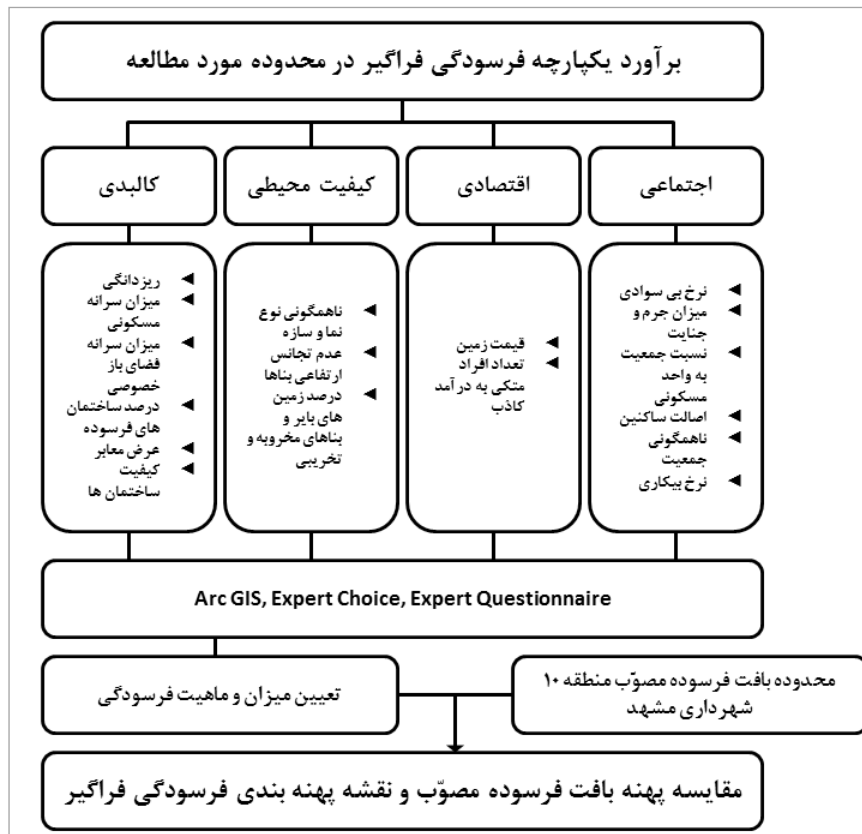 برآورد یکپارچه فرسودگی فراگیر در محدوده مورد مطالعه
اجتماعی
اقتصادی
کیفیت محیطی
کالبدی
نرخ بی سوادی
میزان جرم و
جنایت
نسبت جمعیت
به واحد
مسکونی
اصالت ساکنین
ناهمگونی
جمعیت
نرخ بیکاری
قیمت زمین
تعداد افراد
متکی به در آمد
کاذب
ناهمگونی نوع
نما و سازه
عدم تجانس
ارتفاعی بناها
درصد زمین
های بایر و
بناهای مخروبه و
تخریبی
ریزدانگی
میزان سرانه
مسکونی
میزان سرانه
فضای باز
خصوصی
درصد ساختمان
های فرسوده
عرض معابر
کیفیت
ساختمان ها
Arc GIS, Expert Choice, Expert Questionnaire
محدوده بافت فرسوده مصوّب منطقه ۱۰
شهرداری مشهد
تعیین میزان و ماهیت فرسودگی
مقایسه پهنه بافت فرسوده مصوّب و نقشه پهنه بندی فرسودگی فراگیر